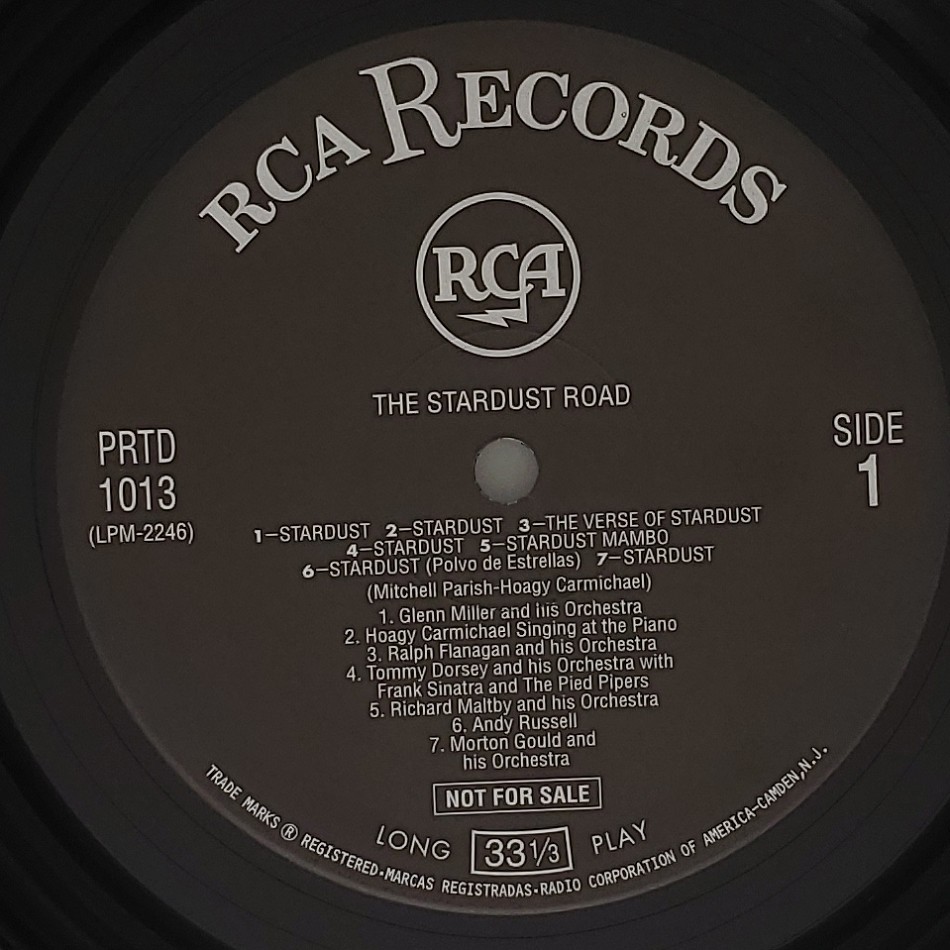 RCA RECORDS
RCA
THE STARDUST ROAD
PRTD
1013
(LPM-2246)
SIDE
1
1–STARDUST 2–STARDUST 3–THE VERSE OF STARDUST
4–STARDUST 5–STARDUST MAMBO
6–STARDUST (Polvo de Estrellas) 7–STARDUST
(Mitchell Parish-Hoagy Carmichael)
1. Glenn Miller and his Orchestra
2. Hoagy Carmichael Singing at the Piano
3. Ralph Flanagan and his Orchestra
4. Tommy Dorsey and his Orchestra with
Frank Sinatra and The Pied Pipers
5. Richard Maltby and his Orchestra
6. Andy Russell
7. Morton Gould and
his Orchestra
NOT FOR SALE
LONG 33 1/3 PLAY
TRADE MARKS ® REGISTERED•MARCAS REGISTRADAS•RADIO CORPORATION OF AMERICA–CAMDEN, N.J.